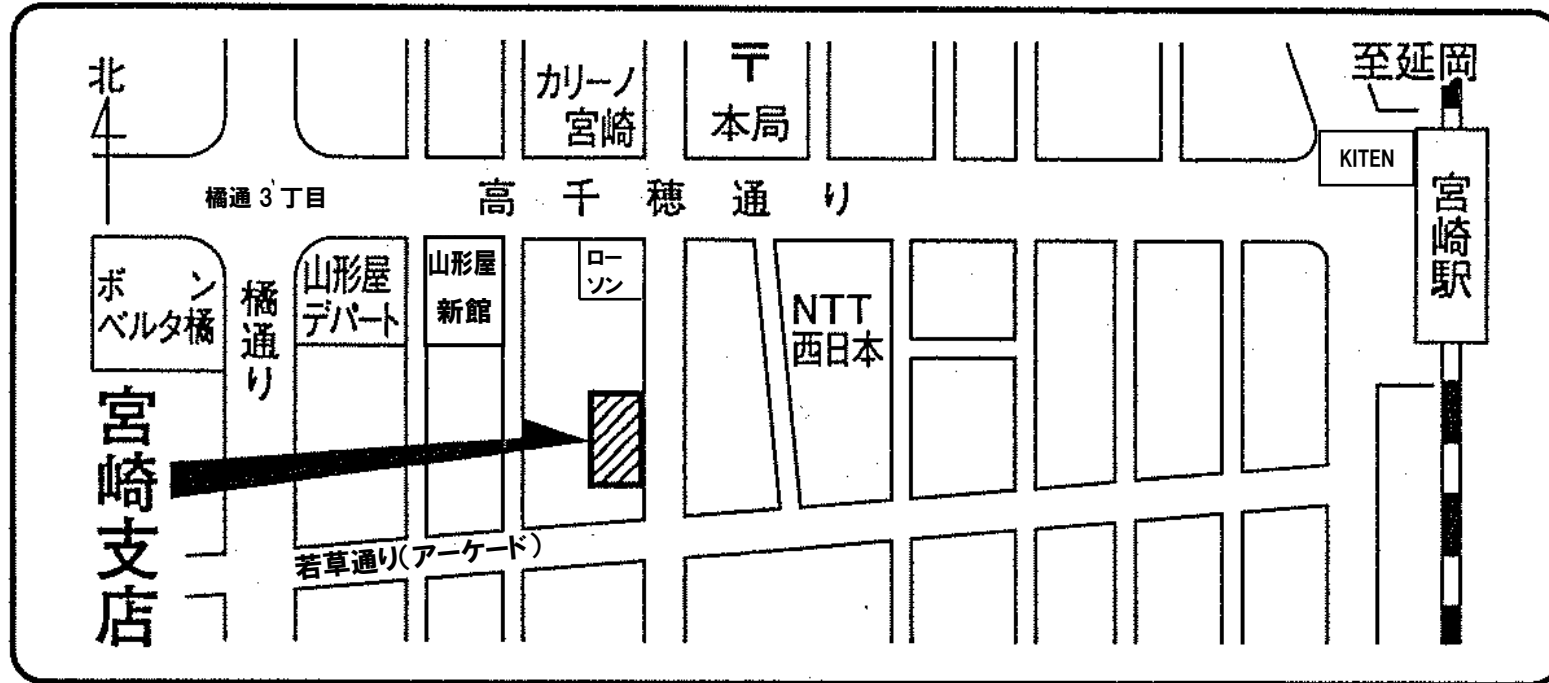 北
カリーノ
宮崎
〒
本局
至延岡
KITEN
宮崎駅
橘通3丁目
高千穂通り
ボン
ベルタ橘
橘通り
山形屋
デパート
山形屋
新館
ロー
ソン
NTT
西日本
宮崎支店
若草通り(アーケード)